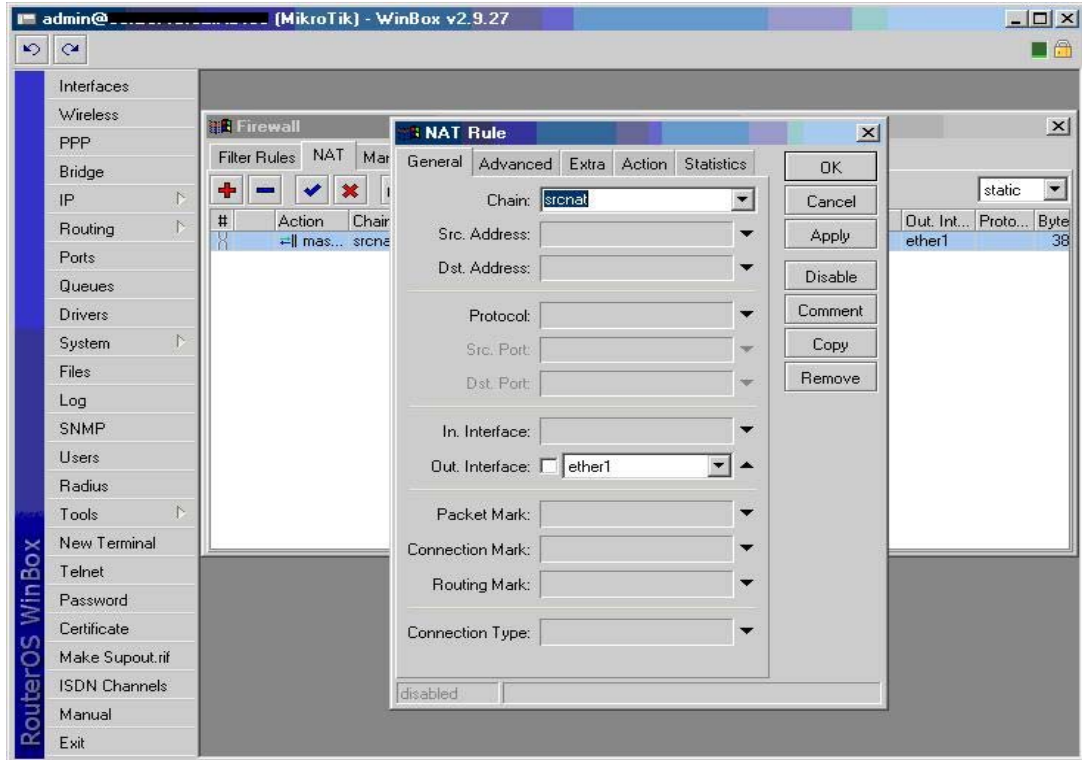 admin@ (MikroTik) - WinBox v2.9.27
Interfaces
Wireless
PPP
Bridge
IP
Routing
Ports
Queues
Drivers
System
Files
Log
SNMP
Users
Radius
Tools
New Terminal
Telnet
Password
Certificate
Make Supout.rif
ISDN Channels
Manual
Exit
RouterOS WinBox
Firewall
Filter Rules NAT Mar
static
# Action Chair Out. Int... Proto... Byte
mas... srcna ether1 38
NAT Rule
General Advanced Extra Action Statistics
Chain: srcnat
Src. Address:
Dst. Address:
Protocol:
Src. Port:
Dst. Port:
In. Interface:
Out. Interface: ether1
Packet Mark:
Connection Mark:
Routing Mark:
Connection Type:
disabled
OK
Cancel
Apply
Disable
Comment
Copy
Remove